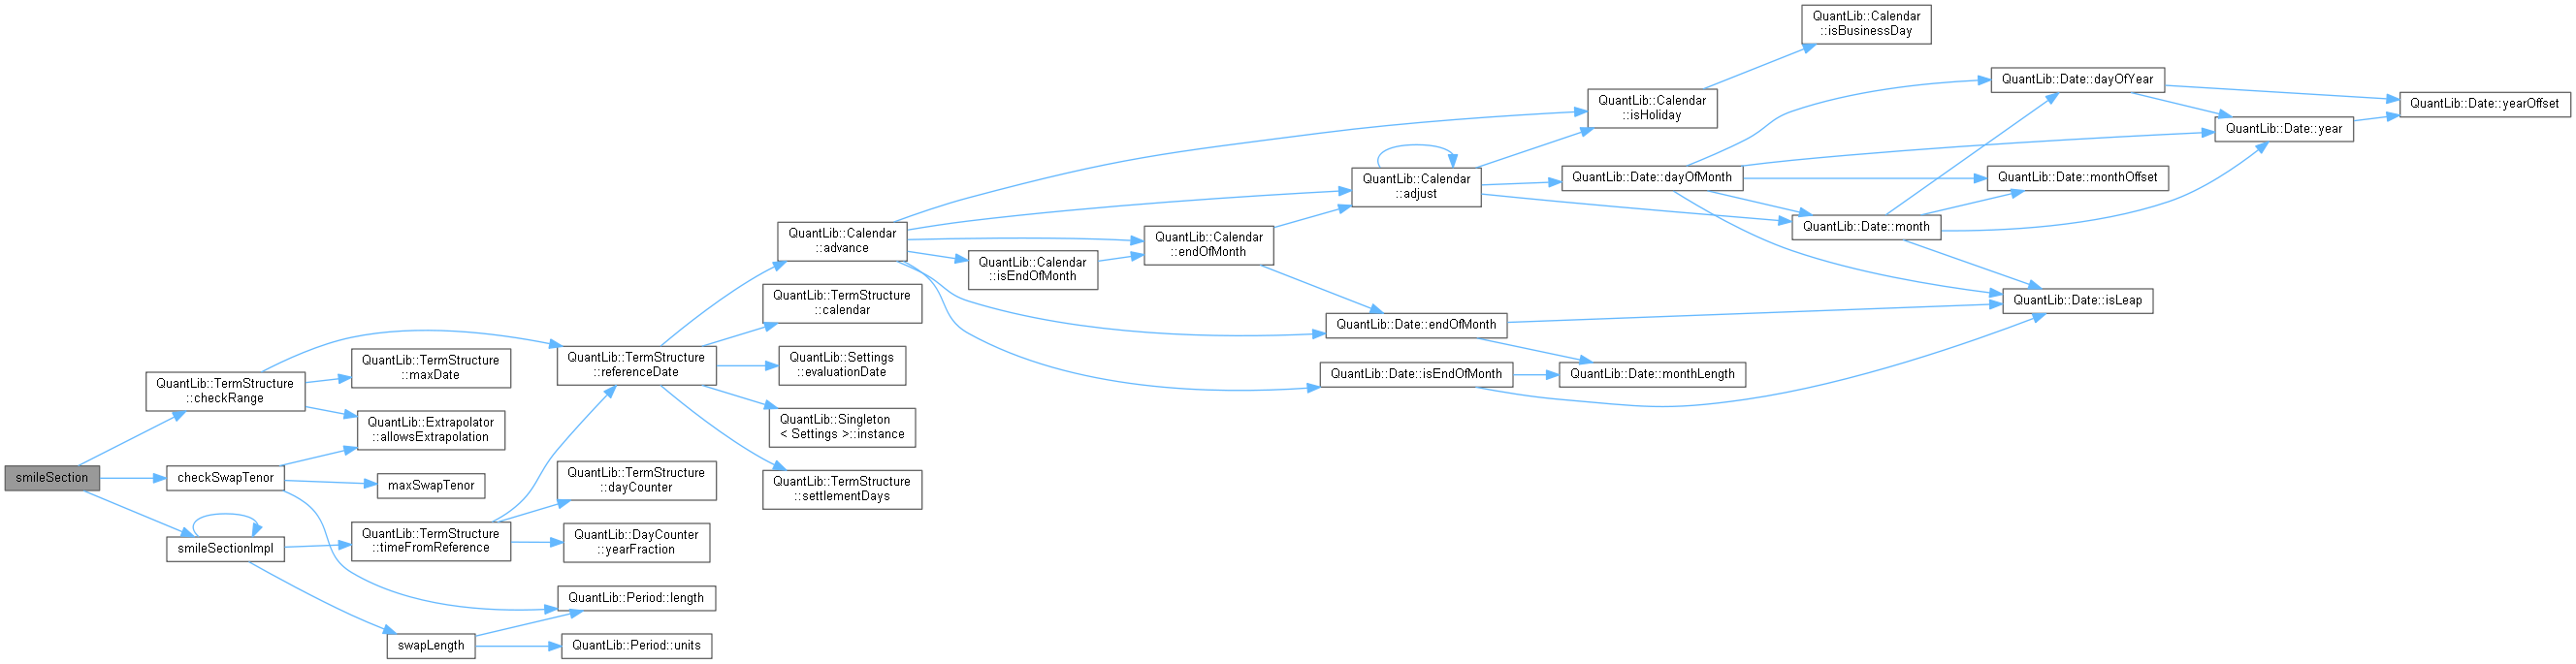 smileSection
QuantLib::TermStructure
::checkRange
checkSwapTenor
smileSectionImpl
QuantLib::TermStructure
::maxDate
QuantLib::Extrapolator
::allowsExtrapolation
maxSwapTenor
QuantLib::TermStructure
::timeFromReference
swapLength
QuantLib::TermStructure
::referenceDate
QuantLib::TermStructure
::dayCounter
QuantLib::DayCounter
::yearFraction
QuantLib::Period::length
QuantLib::Period::units
QuantLib::Calendar
::advance
QuantLib::TermStructure
::calendar
QuantLib::Settings
::evaluationDate
QuantLib::Singleton
< Settings >::instance
QuantLib::TermStructure
::settlementDays
QuantLib::Calendar
::isEndOfMonth
QuantLib::Calendar
::endOfMonth
QuantLib::Calendar
::adjust
QuantLib::Date::endOfMonth
QuantLib::Date::isEndOfMonth
QuantLib::Calendar
::isHoliday
QuantLib::Date::dayOfMonth
QuantLib::Date::monthLength
QuantLib::Calendar
::isBusinessDay
QuantLib::Date::month
QuantLib::Date::dayOfYear
QuantLib::Date::monthOffset
QuantLib::Date::isLeap
QuantLib::Date::year
QuantLib::Date::yearOffset